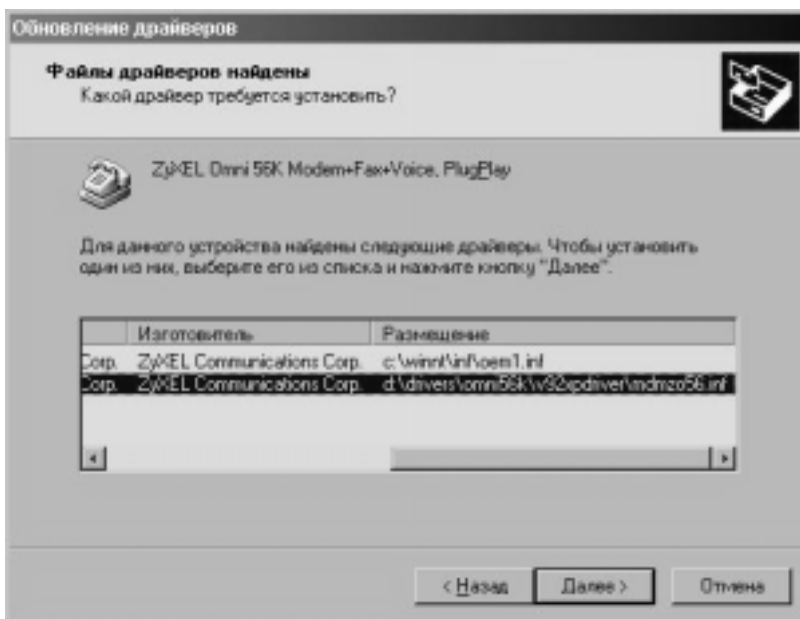 Обновление драйверов
Файлы драйверов найдены
Какой драйвер требуется установить?
ZyXEL Omni 56K Modem+Fax+Voice, PlugPlay
Для данного устройства найдены следующие драйверы. Чтобы установить
один из них, выберите его из списка и нажмите кнопку "Далее".
Изготовитель Размещение
Corp. ZyXEL Communications Corp. c:\winnt\inf\oem1.inf
Corp. ZyXEL Communications Corp. d:\drivers\omni56k\v92xpdriver\mdmzo56.inf
< Назад Далее > Отмена